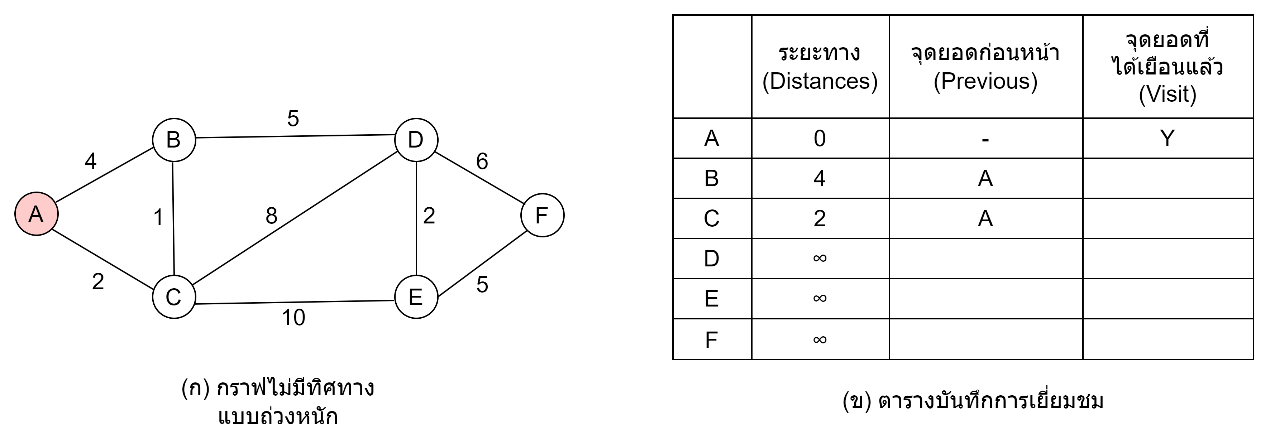 B
5
D
4
6
A
1
8
2
F
2
5
C
E
10
(ก) กราฟไม่มีทิศทาง
แบบถ่วงหนัก
ระยะทาง
(Distances)
จุดยอดก่อนหน้า
(Previous)
จุดยอดที่
ได้เยือนแล้ว
(Visit)
A 0 - Y
B 4 A
C 2 A
D ∞
E ∞
F ∞
(ข) ตารางบันทึกการเยี่ยมชม